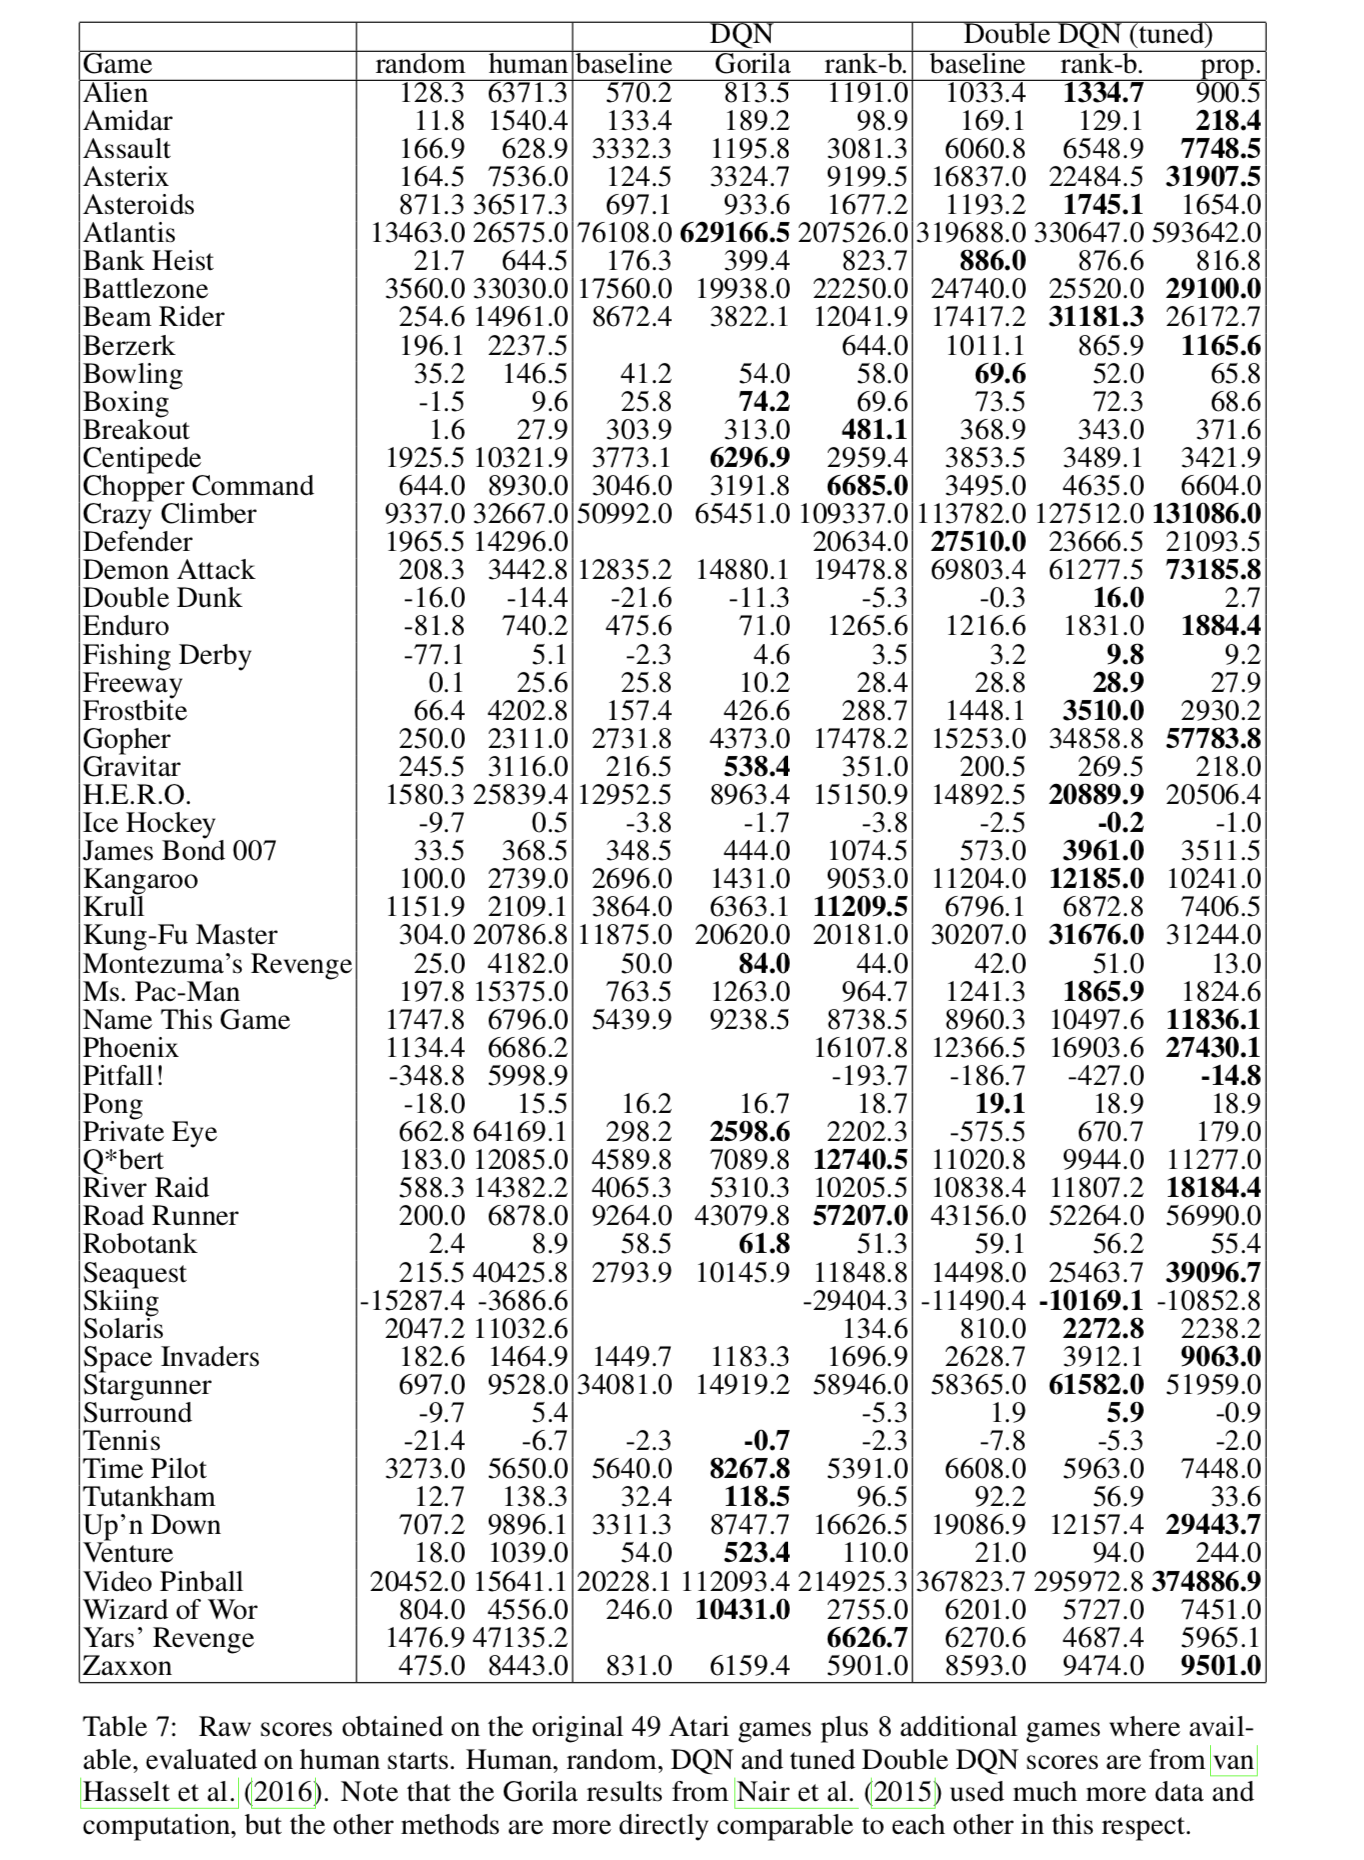 DQN Double DQN (tuned)
Game random human baseline Gorila rank-b. baseline rank-b. prop.
Alien 128.3 6371.3 570.2 813.5 1191.0 1033.4 1334.7 900.5
Amidar 11.8 1540.4 133.4 189.2 98.9 169.1 129.1 218.4
Assault 166.9 628.9 3332.3 1195.8 3081.3 6060.8 6548.9 7748.5
Asterix 164.5 7536.0 124.5 3324.7 9199.5 16837.0 22484.5 31907.5
Asteroids 871.3 36517.3 697.1 933.6 1677.2 1193.2 1745.1 1654.0
Atlantis 13463.0 26575.0 76108.0 629166.5 207526.0 319688.0 330647.0 593642.0
Bank Heist 21.7 644.5 176.3 399.4 823.7 886.0 876.6 816.8
Battlezone 3560.0 33030.0 17560.0 19938.0 22250.0 24740.0 25520.0 29100.0
Beam Rider 254.6 14961.0 8672.4 3822.1 12041.9 17417.2 31181.3 26172.7
Berzerk 196.1 2237.5 644.0 1011.1 865.9 1165.6
Bowling 35.2 146.5 41.2 54.0 58.0 69.6 52.0 65.8
Boxing -1.5 9.6 25.8 74.2 69.6 73.5 72.3 68.6
Breakout 1.6 27.9 303.9 313.0 481.1 368.9 343.0 371.6
Centipede 1925.5 10321.9 3773.1 6296.9 2959.4 3853.5 3489.1 3421.9
Chopper Command 644.0 8930.0 3046.0 3191.8 6685.0 3495.0 4635.0 6604.0
Crazy Climber 9337.0 32667.0 50992.0 65451.0 109337.0 113782.0 127512.0 131086.0
Defender 1965.5 14296.0 20634.0 27510.0 23666.5 21093.5
Demon Attack 208.3 3442.8 12835.2 14880.1 19478.8 69803.4 61277.5 73185.8
Double Dunk -16.0 -14.4 -21.6 -11.3 -5.3 -0.3 16.0 2.7
Enduro -81.8 740.2 475.6 71.0 1265.6 1216.6 1831.0 1884.4
Fishing Derby -77.1 5.1 -2.3 4.6 3.5 3.2 9.8 9.2
Freeway 0.1 25.6 25.8 10.2 28.4 28.8 28.9 27.9
Frostbite 66.4 4202.8 157.4 426.6 288.7 1448.1 3510.0 2930.2
Gopher 250.0 2311.0 2731.8 4373.0 17478.2 15253.0 34858.8 57783.8
Gravitar 245.5 3116.0 216.5 538.4 351.0 200.5 269.5 218.0
H.E.R.O. 1580.3 25839.4 12952.5 8963.4 15150.9 14892.5 20889.9 20506.4
Ice Hockey -9.7 0.5 -3.8 -1.7 -3.8 -2.5 -0.2 -1.0
James Bond 007 33.5 368.5 348.5 444.0 1074.5 573.0 3961.0 3511.5
Kangaroo 100.0 2739.0 2696.0 1431.0 9053.0 11204.0 12185.0 10241.0
Krull 1151.9 2109.1 3864.0 6363.1 11209.5 6796.1 6872.8 7406.5
Kung-Fu Master 304.0 20786.8 11875.0 20620.0 20181.0 30207.0 31676.0 31244.0
Montezuma's Revenge 25.0 4182.0 50.0 84.0 44.0 42.0 51.0 13.0
Ms. Pac-Man 197.8 15375.0 763.5 1263.0 964.7 1241.3 1865.9 1824.6
Name This Game 1747.8 6796.0 5439.9 9238.5 8738.5 8960.3 10497.6 11836.1
Phoenix 1134.4 6686.2 16107.8 12366.5 16903.6 27430.1
Pitfall! -348.8 5998.9 -193.7 -186.7 -427.0 -14.8
Pong -18.0 15.5 16.2 16.7 18.7 19.1 18.9 18.9
Private Eye 662.8 64169.1 298.2 2598.6 2202.3 -575.5 670.7 179.0
Q*bert 183.0 12085.0 4589.8 7089.8 12740.5 11020.8 9944.0 11277.0
River Raid 588.3 14382.2 4065.3 5310.3 10205.5 10838.4 11807.2 18184.4
Road Runner 200.0 6878.0 9264.0 43079.8 57207.0 43156.0 52264.0 56990.0
Robotank 2.4 8.9 58.5 61.8 51.3 59.1 56.2 55.4
Seaquest 215.5 40425.8 2793.9 10145.9 11848.8 14498.0 25463.7 39096.7
Skiing -15287.4 -3686.6 -29404.3 -11490.4 -10169.1 -10852.8
Solaris 2047.2 11032.6 134.6 810.0 2272.8 2238.2
Space Invaders 182.6 1464.9 1449.7 1183.3 1696.9 2628.7 3912.1 9063.0
Stargunner 697.0 9528.0 34081.0 14919.2 58946.0 58365.0 61582.0 51959.0
Surround -9.7 5.4 -5.3 1.9 5.9 -0.9
Tennis -21.4 -6.7 -2.3 -0.7 -2.3 -7.8 -5.3 -2.0
Time Pilot 3273.0 5650.0 5640.0 8267.8 5391.0 6608.0 5963.0 7448.0
Tutankham 12.7 138.3 32.4 118.5 96.5 92.2 56.9 33.6
Up'n Down 707.2 9896.1 3311.3 8747.7 16626.5 19086.9 12157.4 29443.7
Venture 18.0 1039.0 54.0 523.4 110.0 21.0 94.0 244.0
Video Pinball 20452.0 15641.1 20228.1 112093.4 214925.3 367823.7 295972.8 374886.9
Wizard of Wor 804.0 4556.0 246.0 10431.0 2755.0 6201.0 5727.0 7451.0
Yars' Revenge 1476.9 47135.2 6626.7 6270.6 4687.4 5965.1
Zaxxon 475.0 8443.0 831.0 6159.4 5901.0 8593.0 9474.0 9501.0
Table 7: Raw scores obtained on the original 49 Atari games plus 8 additional games where avail-
able, evaluated on human starts. Human, random, DQN and tuned Double DQN scores are from van
Hasselt et al. (2016). Note that the Gorila results from Nair et al. (2015) used much more data and
computation, but the other methods are more directly comparable to each other in this respect.